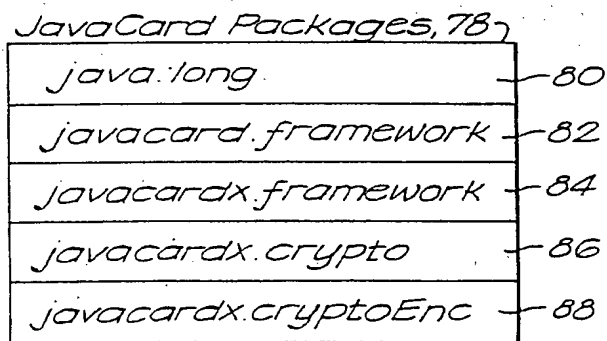 JavaCard Packages, 78
java.long 80
javacard.framework 82
javacardx.framework 84
javacardx.crypto 86
javacardx.cryptoEnc 88